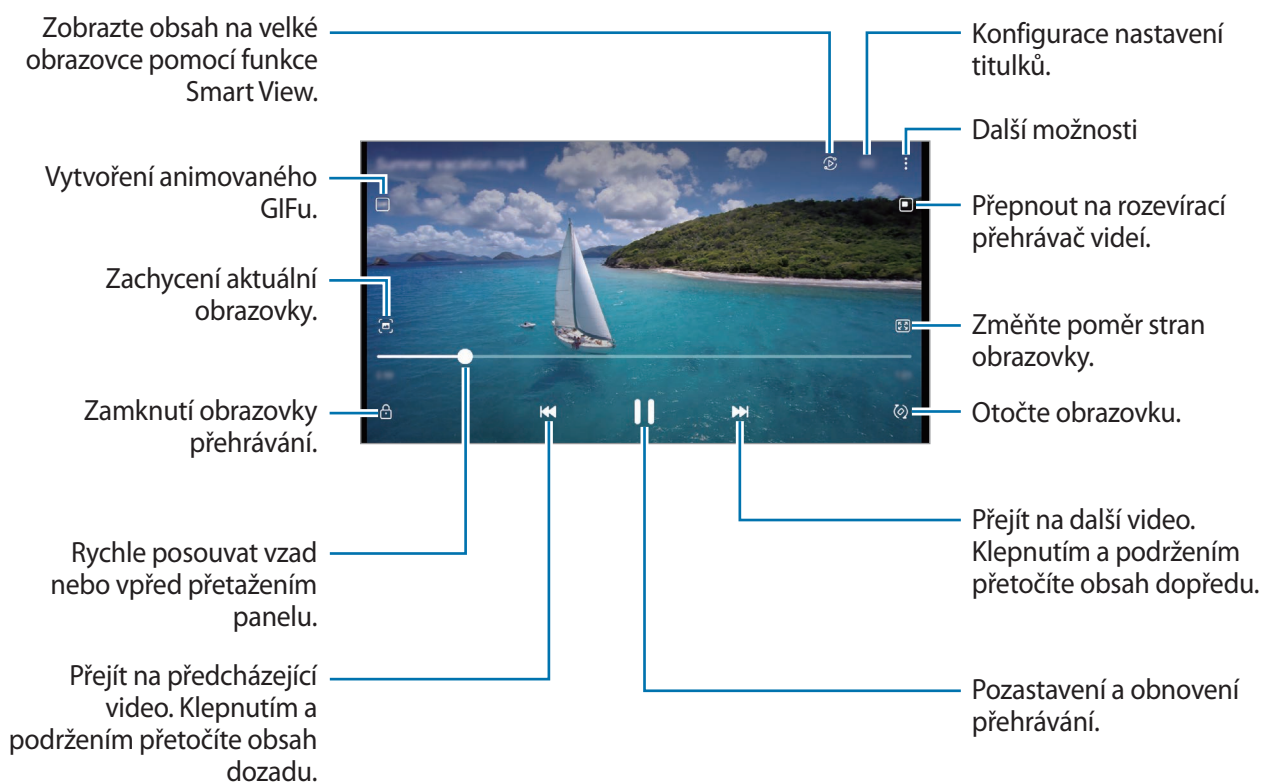 Zobrazte obsah na velké
obrazovce pomocí funkce
Smart View.
Vytvoření animovaného
GIFu.
Zachycení aktuální
obrazovky.
Zamknutí obrazovky
přehrávání.
Rychle posouvat vzad
nebo vpřed přetažením
panelu.
Přejít na předcházející
video. Klepnutím a
podržením přetočíte obsah
dozadu.
Konfigurace nastavení
titulků.
Další možnosti
Přepnout na rozevírací
přehrávač videí.
Změňte poměr stran
obrazovky.
Otočte obrazovku.
Přejít na další video.
Klepnutím a podržením
přetočíte obsah dopředu.
Pozastavení a obnovení
přehrávání.